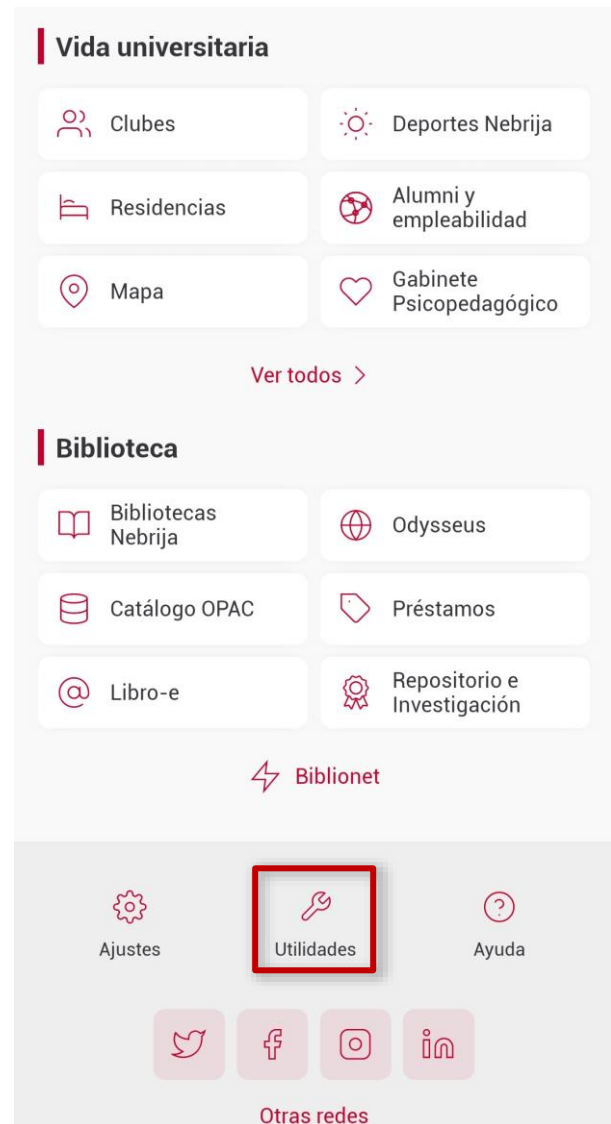 Vida universitaria
Clubes
Deportes Nebrija
Residencias
Alumni y
empleabilidad
Mapa
Gabinete
Psicopedagógico
Ver todos
Biblioteca
Bibliotecas
Nebrija
Odysseus
Catálogo OPAC
Préstamos
Libro-e
Repositorio e
Investigación
Biblionet
Ajustes
Utilidades
Ayuda
Otras redes